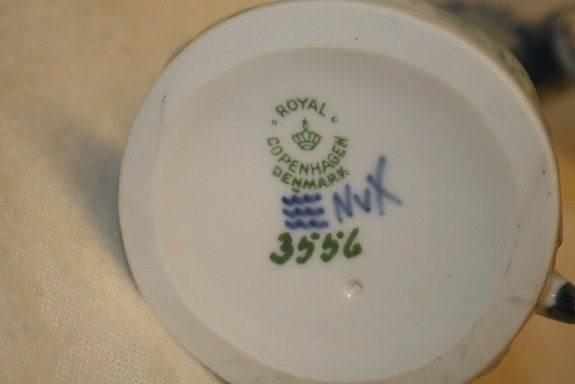 ROYAL
COPENHAGEN
DENMARK
NvX
3556